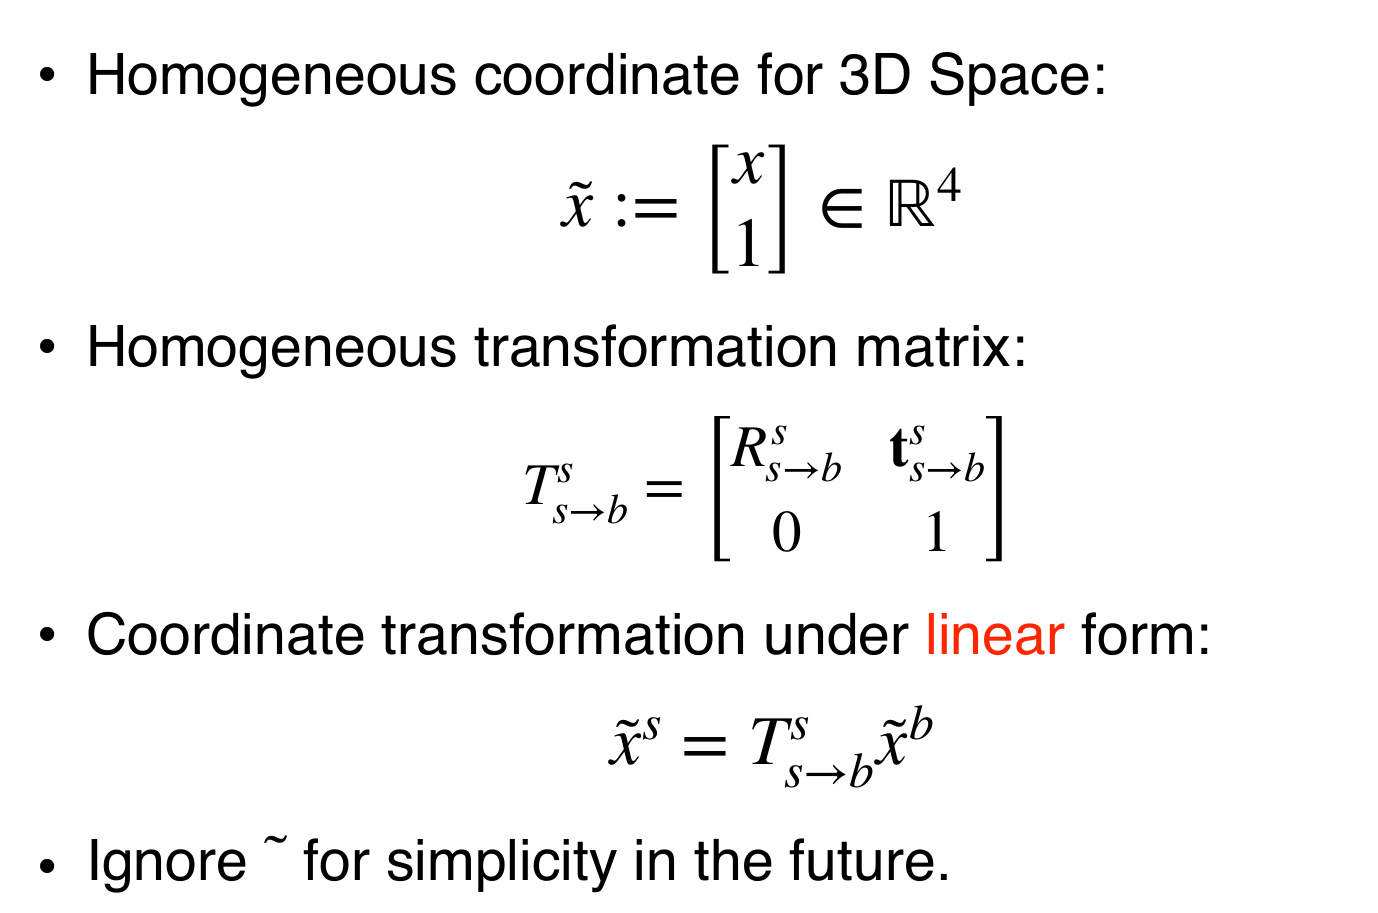 • Homogeneous coordinate for 3D Space:
$\tilde{x} := \begin{bmatrix} x \\ 1 \end{bmatrix} \in \mathbb{R}^4$
• Homogeneous transformation matrix:
$T^s_{s \to b} = \begin{bmatrix} R^s_{s \to b} & \mathbf{t}^s_{s \to b} \\ 0 & 1 \end{bmatrix}$
• Coordinate transformation under linear form:
$\tilde{x}^s = T^s_{s \to b} \tilde{x}^b$
• Ignore ˜ for simplicity in the future.